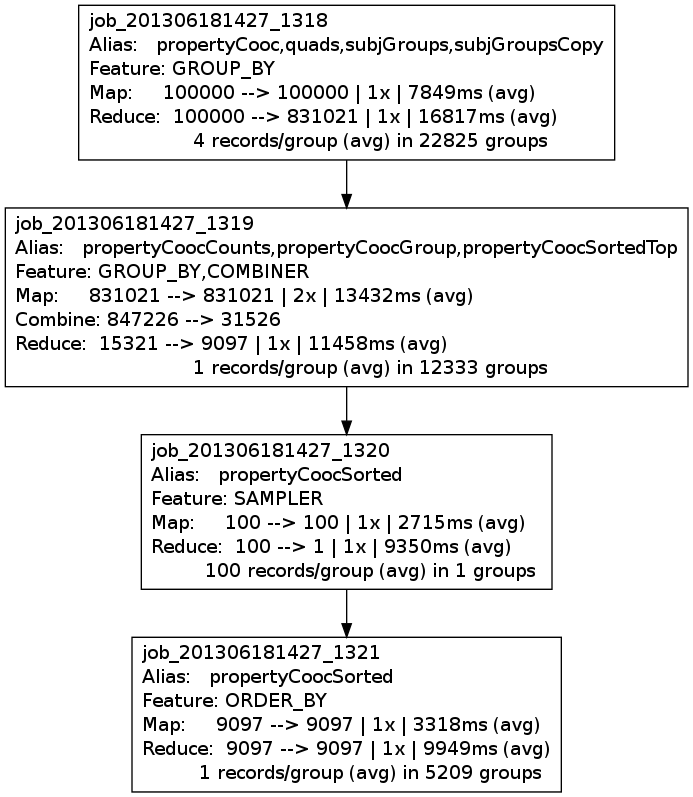 job_201306181427_1318
Alias: propertyCooc,quads,subjGroups,subjGroupsCopy
Feature: GROUP_BY
Map: 100000 --> 100000 | 1x | 7849ms (avg)
Reduce: 100000 --> 831021 | 1x | 16817ms (avg)
4 records/group (avg) in 22825 groups
job_201306181427_1319
Alias: propertyCoocCounts,propertyCoocGroup,propertyCoocSortedTop
Feature: GROUP_BY,COMBINER
Map: 831021 --> 831021 | 2x | 13432ms (avg)
Combine: 847226 --> 31526
Reduce: 15321 --> 9097 | 1x | 11458ms (avg)
1 records/group (avg) in 12333 groups
job_201306181427_1320
Alias: propertyCoocSorted
Feature: SAMPLER
Map: 100 --> 100 | 1x | 2715ms (avg)
Reduce: 100 --> 1 | 1x | 9350ms (avg)
100 records/group (avg) in 1 groups
job_201306181427_1321
Alias: propertyCoocSorted
Feature: ORDER_BY
Map: 9097 --> 9097 | 1x | 3318ms (avg)
Reduce: 9097 --> 9097 | 1x | 9949ms (avg)
1 records/group (avg) in 5209 groups